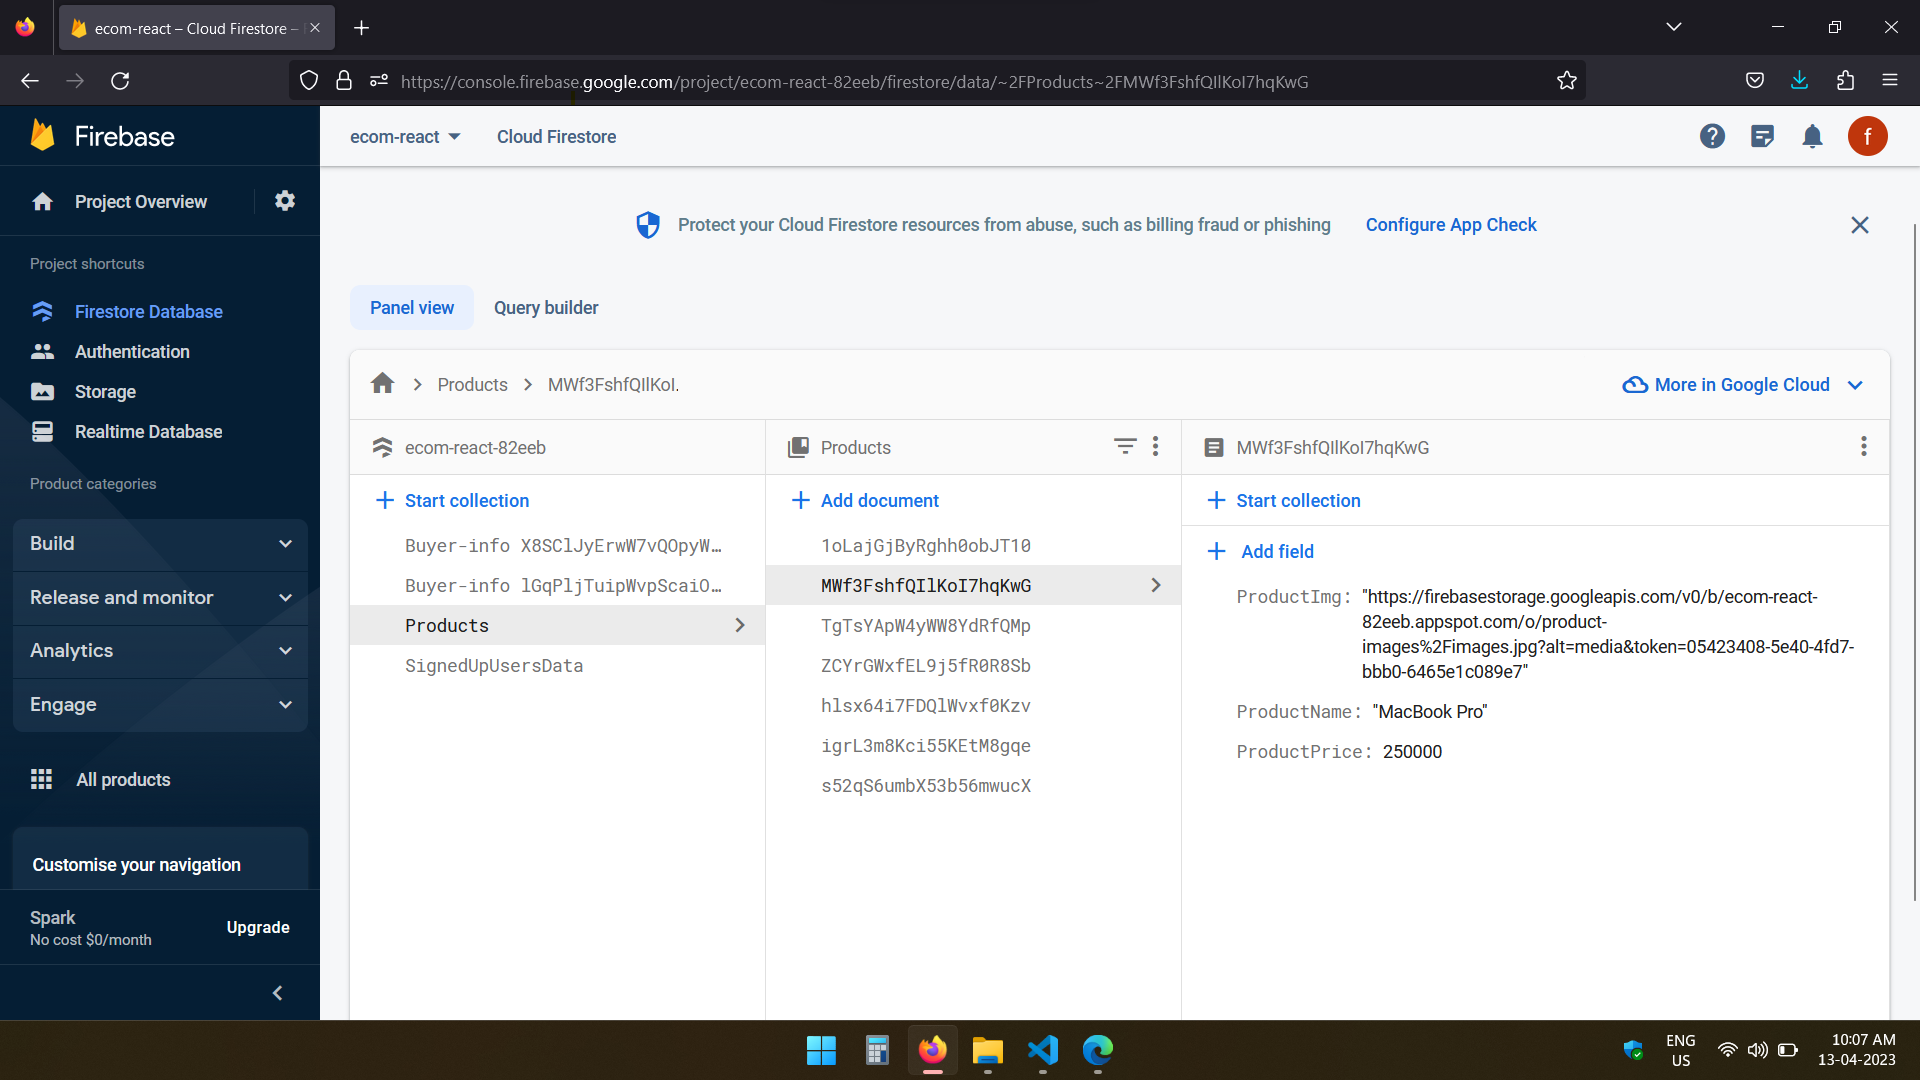 ecom-react – Cloud Firestore –
https://console.firebase.google.com/project/ecom-react-82eeb/firestore/data/~2FProducts~2FMWf3FshfQIlKoI7hqKwG
Firebase
ecom-react
Cloud Firestore
?
f
Project Overview
Protect your Cloud Firestore resources from abuse, such as billing fraud or phishing
Configure App Check
Project shortcuts
Firestore Database
Authentication
Storage
Realtime Database
Product categories
Build
Release and monitor
Analytics
Engage
All products
Customise your navigation
Spark
No cost $0/month
Upgrade
Panel view
Query builder
Products
MWf3FshfQIlKoI.
More in Google Cloud
ecom-react-82eeb
Start collection
Buyer-info X8SClJyErwW7vQOpyW…
Buyer-info lGqPljTuipWvpScaiO…
Products
SignedUpUsersData
Products
Add document
1oLajGjByRghh0obJT10
MWf3FshfQIlKoI7hqKwG
TgTsYApW4yWW8YdRfQMp
ZCYrGWxfEL9j5fR0R8Sb
hlsx64i7FDQlWvxf0Kzv
igrL3m8Kci55KEtM8gqe
s52qS6umbX53b56mwucX
MWf3FshfQIlKoI7hqKwG
Start collection
Add field
ProductImg: "https://firebasestorage.googleapis.com/v0/b/ecom-react-
82eeb.appspot.com/o/product-
images%2Fimages.jpg?alt=media&token=05423408-5e40-4fd7-
bbb0-6465e1c089e7"
ProductName: "MacBook Pro"
ProductPrice: 250000
ENG
US
10:07 AM
13-04-2023